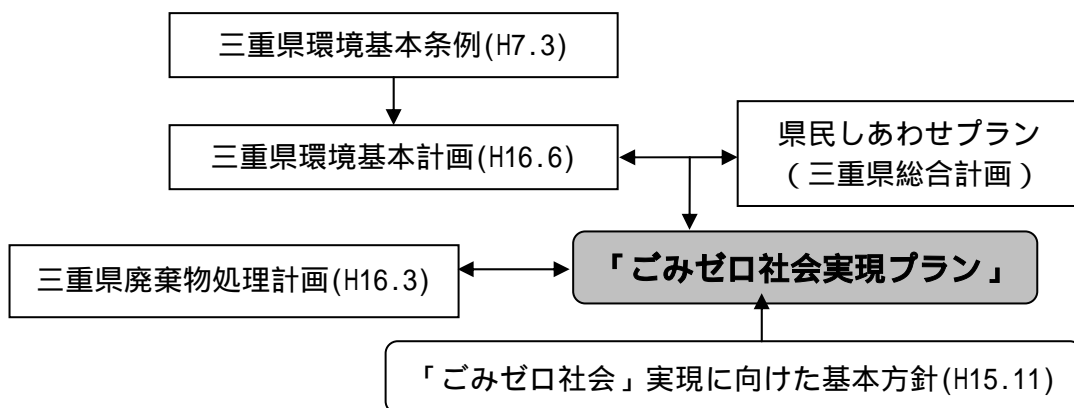 三重県環境基本条例(H7.3)
三重県環境基本計画(H16.6)
県民しあわせプラン
(三重県総合計画)
三重県廃棄物処理計画(H16.3)
「ごみゼロ社会実現プラン」
「ごみゼロ社会」実現に向けた基本方針(H15.11)